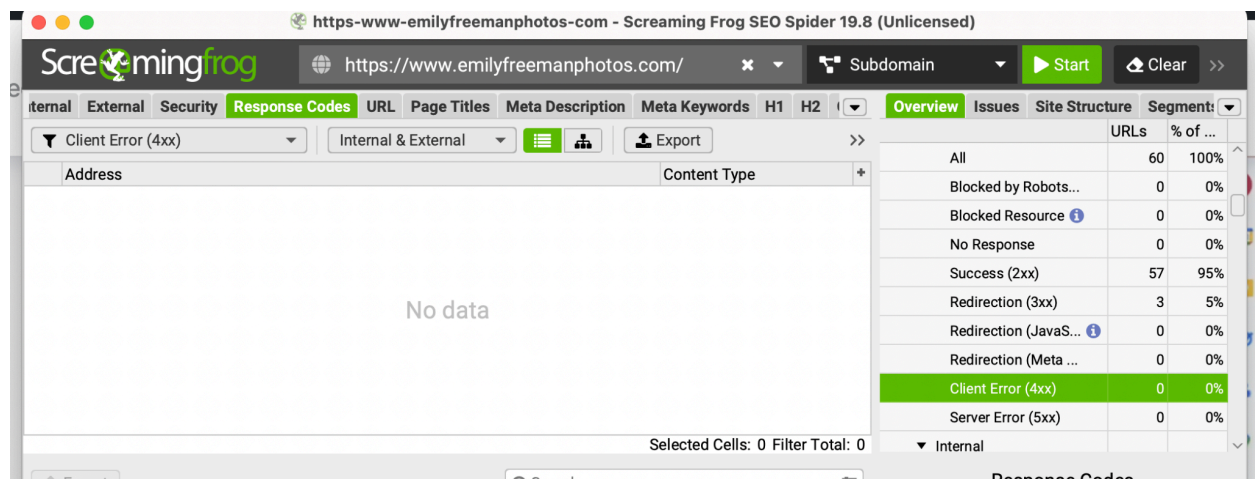 https-www-emilyfreemanphotos-com - Screaming Frog SEO Spider 19.8 (Unlicensed)
Screamingfrog https://www.emilyfreemanphotos.com/ Subdomain Start Clear
ternal External Security Response Codes URL Page Titles Meta Description Meta Keywords H1 H2 Overview Issues Site Structure Segments
Client Error (4xx) Internal & External Export URLs % of ...
Address Content Type
All 60 100%
Blocked by Robots... 0 0%
Blocked Resource 0 0%
No Response 0 0%
Success (2xx) 57 95%
No data
Redirection (3xx) 3 5%
Redirection (JavaS... 0 0%
Redirection (Meta ... 0 0%
Client Error (4xx) 0 0%
Server Error (5xx) 0 0%
Selected Cells: 0 Filter Total: 0
Internal
Response Codes